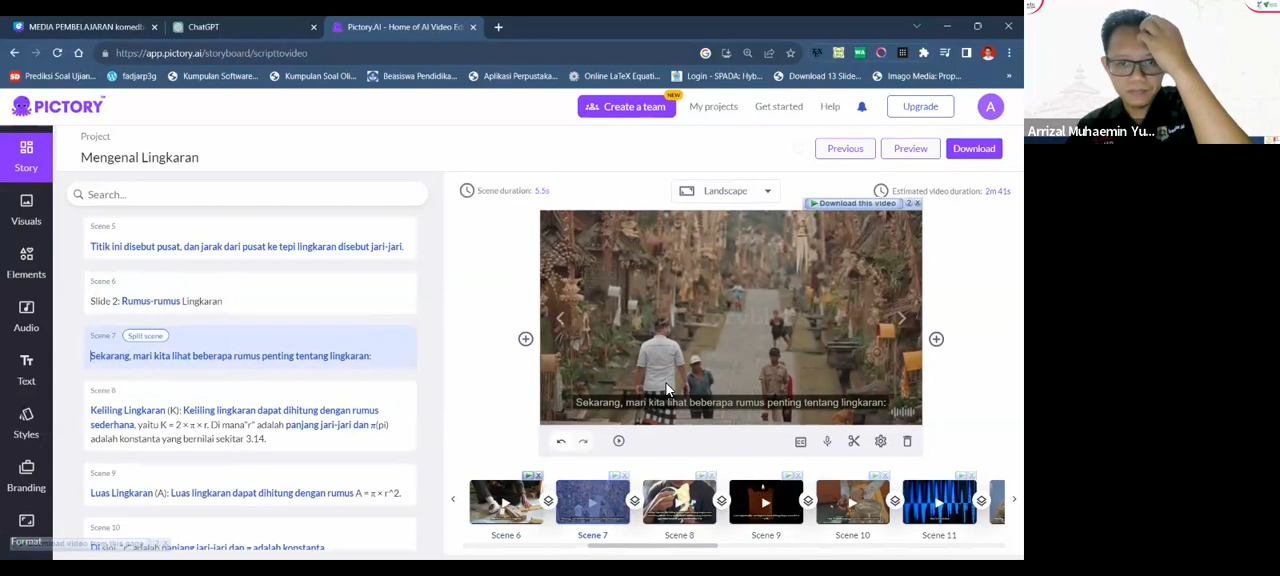 MEDIA PEMBELAJARAN komedi
ChatGPT
Pictory.AI - Home of AI Video Ed
https://app.pictory.ai/storyboard/scripttovideo
Prediksi Soal Ujian...
fadjarp3g
Kumpulan Software...
Kumpulan Soal Oli...
Beasiswa Pendidika...
Aplikasi Perpustaka...
Online LaTeX Equati...
Login - SPADA: Hyb...
Download 13 Slide...
Imago Media: Prop...
PICTORY
Create a team
NEW
My projects
Get started
Help
Upgrade
A
Arrizal Muhaemin Yu...
Project
Mengenal Lingkaran
Previous
Preview
Download
Story
Visuals
Elements
Audio
Text
Styles
Branding
Format
Search...
Scene 5
Titik ini disebut pusat, dan jarak dari pusat ke tepi lingkaran disebut jari-jari.
Scene 6
Slide 2: Rumus-rumus Lingkaran
Scene 7
Split scene
Sekarang, mari kita lihat beberapa rumus penting tentang lingkaran:
Scene 8
Keliling Lingkaran (K): Keliling lingkaran dapat dihitung dengan rumus
sederhana, yaitu K = 2 × π × r. Di mana"r" adalah panjang jari-jari dan π(pi)
adalah konstanta yang bernilai sekitar 3.14.
Scene 9
Luas Lingkaran (A): Luas lingkaran dapat dihitung dengan rumus A = π × r^2.
Scene 10
Di sini, "r" adalah panjang jari-jari dan π adalah konstanta
Scene duration: 5.5s
Landscape
Estimated video duration: 2m 41s
Download this video
Sekarang, mari kita lihat beberapa rumus penting tentang lingkaran:
Scene 6
Scene 7
Scene 8
Scene 9
Scene 10
Scene 11